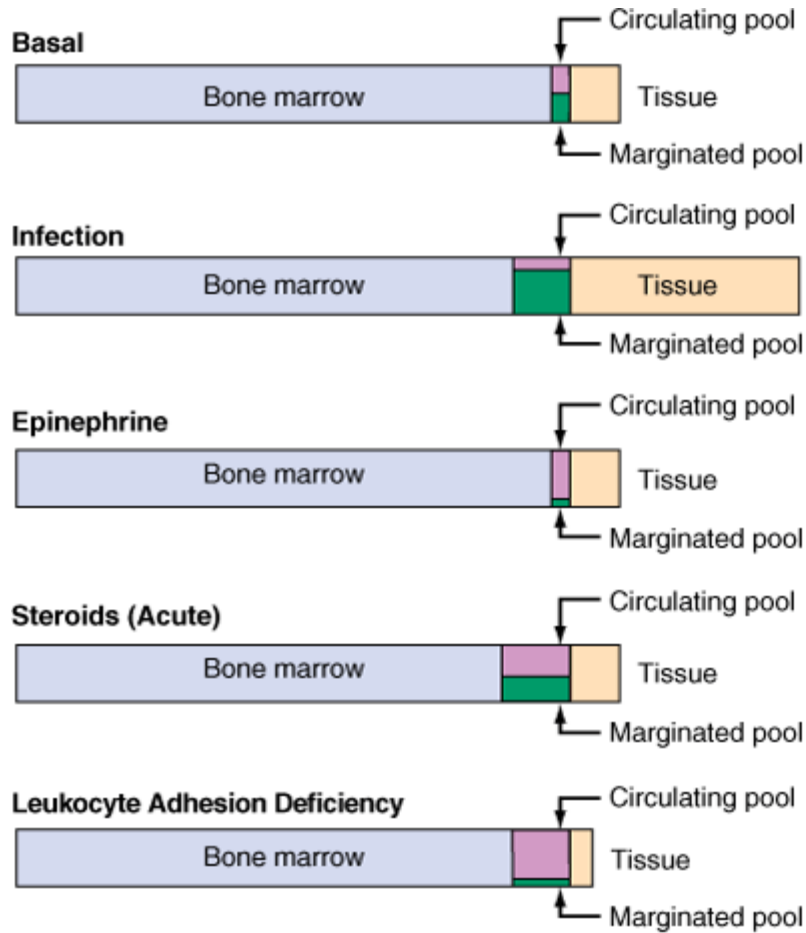 Circulating pool
Basal
Bone marrow
Tissue
Marginated pool
Circulating pool
Infection
Bone marrow
Tissue
Marginated pool
Circulating pool
Epinephrine
Bone marrow
Tissue
Marginated pool
Circulating pool
Steroids (Acute)
Bone marrow
Tissue
Marginated pool
Circulating pool
Leukocyte Adhesion Deficiency
Bone marrow
Tissue
Marginated pool